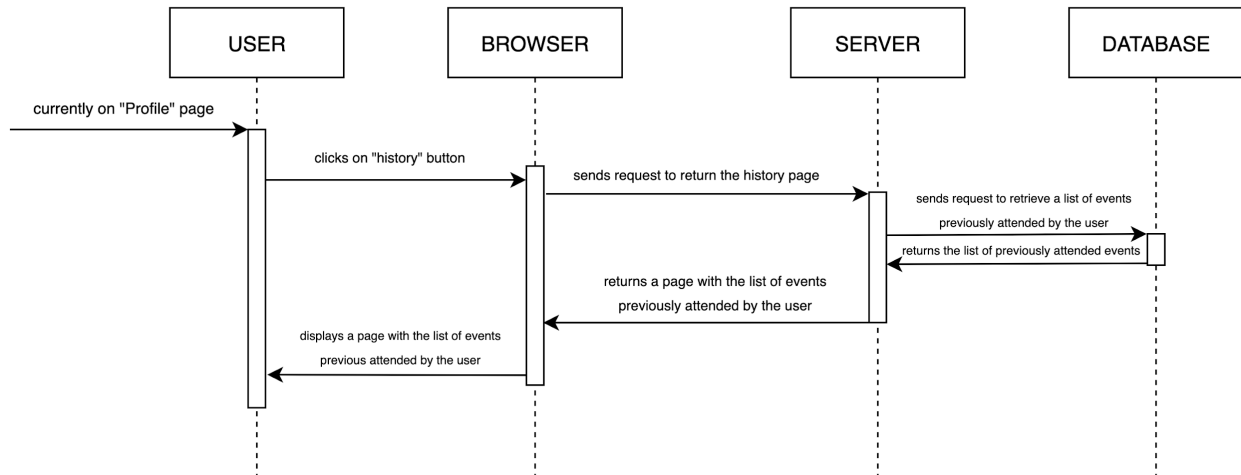 USER
BROWSER
SERVER
DATABASE
currently on "Profile" page
clicks on "history" button
sends request to return the history page
sends request to retrieve a list of events
previously attended by the user
returns the list of previously attended events
returns a page with the list of events
previously attended by the user
displays a page with the list of events
previous attended by the user